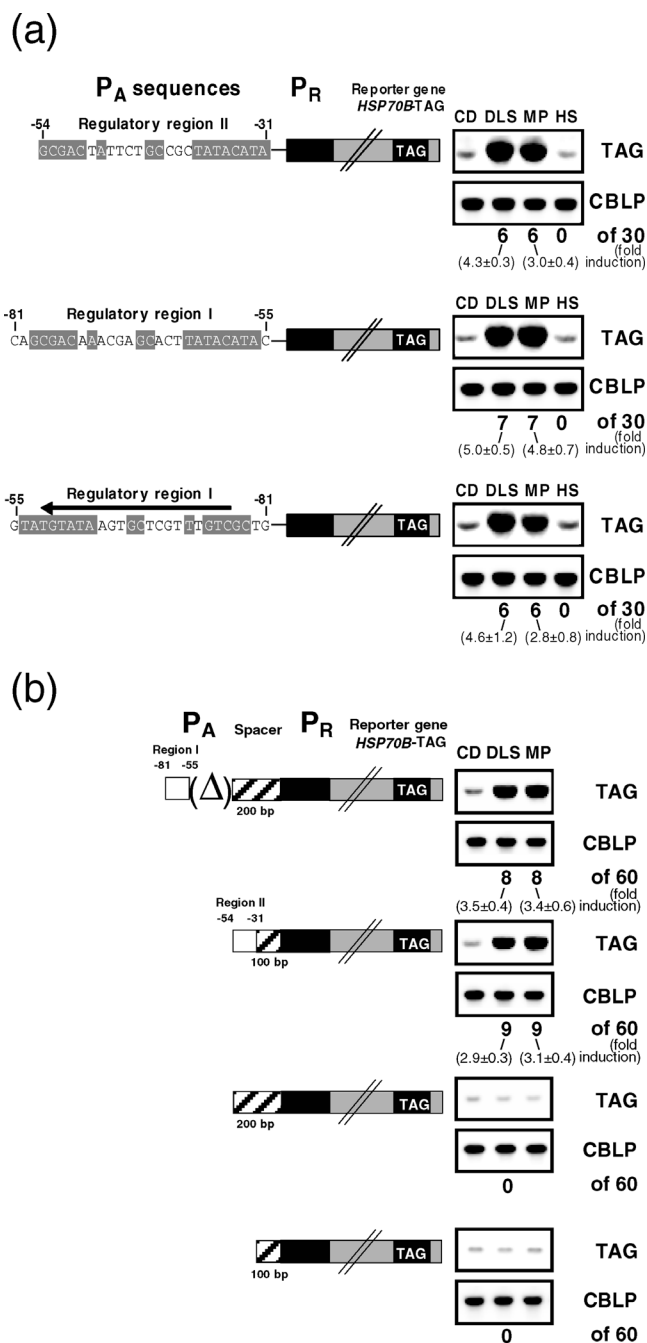 (a)
P_A sequences P_R Reporter gene
HSP70B-TAG
-54 Regulatory region II -31
GCGACTATTCTGCCGCTATACATA TAG
CD DLS MP HS
TAG
CBLP
6 6 0 of 30
(4.3±0.3) (3.0±0.4) (fold induction)
-81 Regulatory region I -55
CAGCGACAAACGAGCACTTATACATAC TAG
CD DLS MP HS
TAG
CBLP
7 7 0 of 30
(5.0±0.5) (4.8±0.7) (fold induction)
-55 Regulatory region I -81
GTATGTATAAGTGCTCGTTTGTCGCTG TAG
CD DLS MP HS
TAG
CBLP
6 6 0 of 30
(4.6±1.2) (2.8±0.8) (fold induction)
(b)
P_A Spacer P_R Reporter gene
HSP70B-TAG
Region I
-81 -55
(Δ) TAG
200 bp
CD DLS MP
TAG
CBLP
8 8 of 60
(3.5±0.4) (3.4±0.6) (fold induction)
Region II
-54 -31
TAG
100 bp
TAG
CBLP
9 9 of 60
(2.9±0.3) (3.1±0.4) (fold induction)
TAG
200 bp
TAG
CBLP
0 of 60
TAG
100 bp
TAG
CBLP
0 of 60